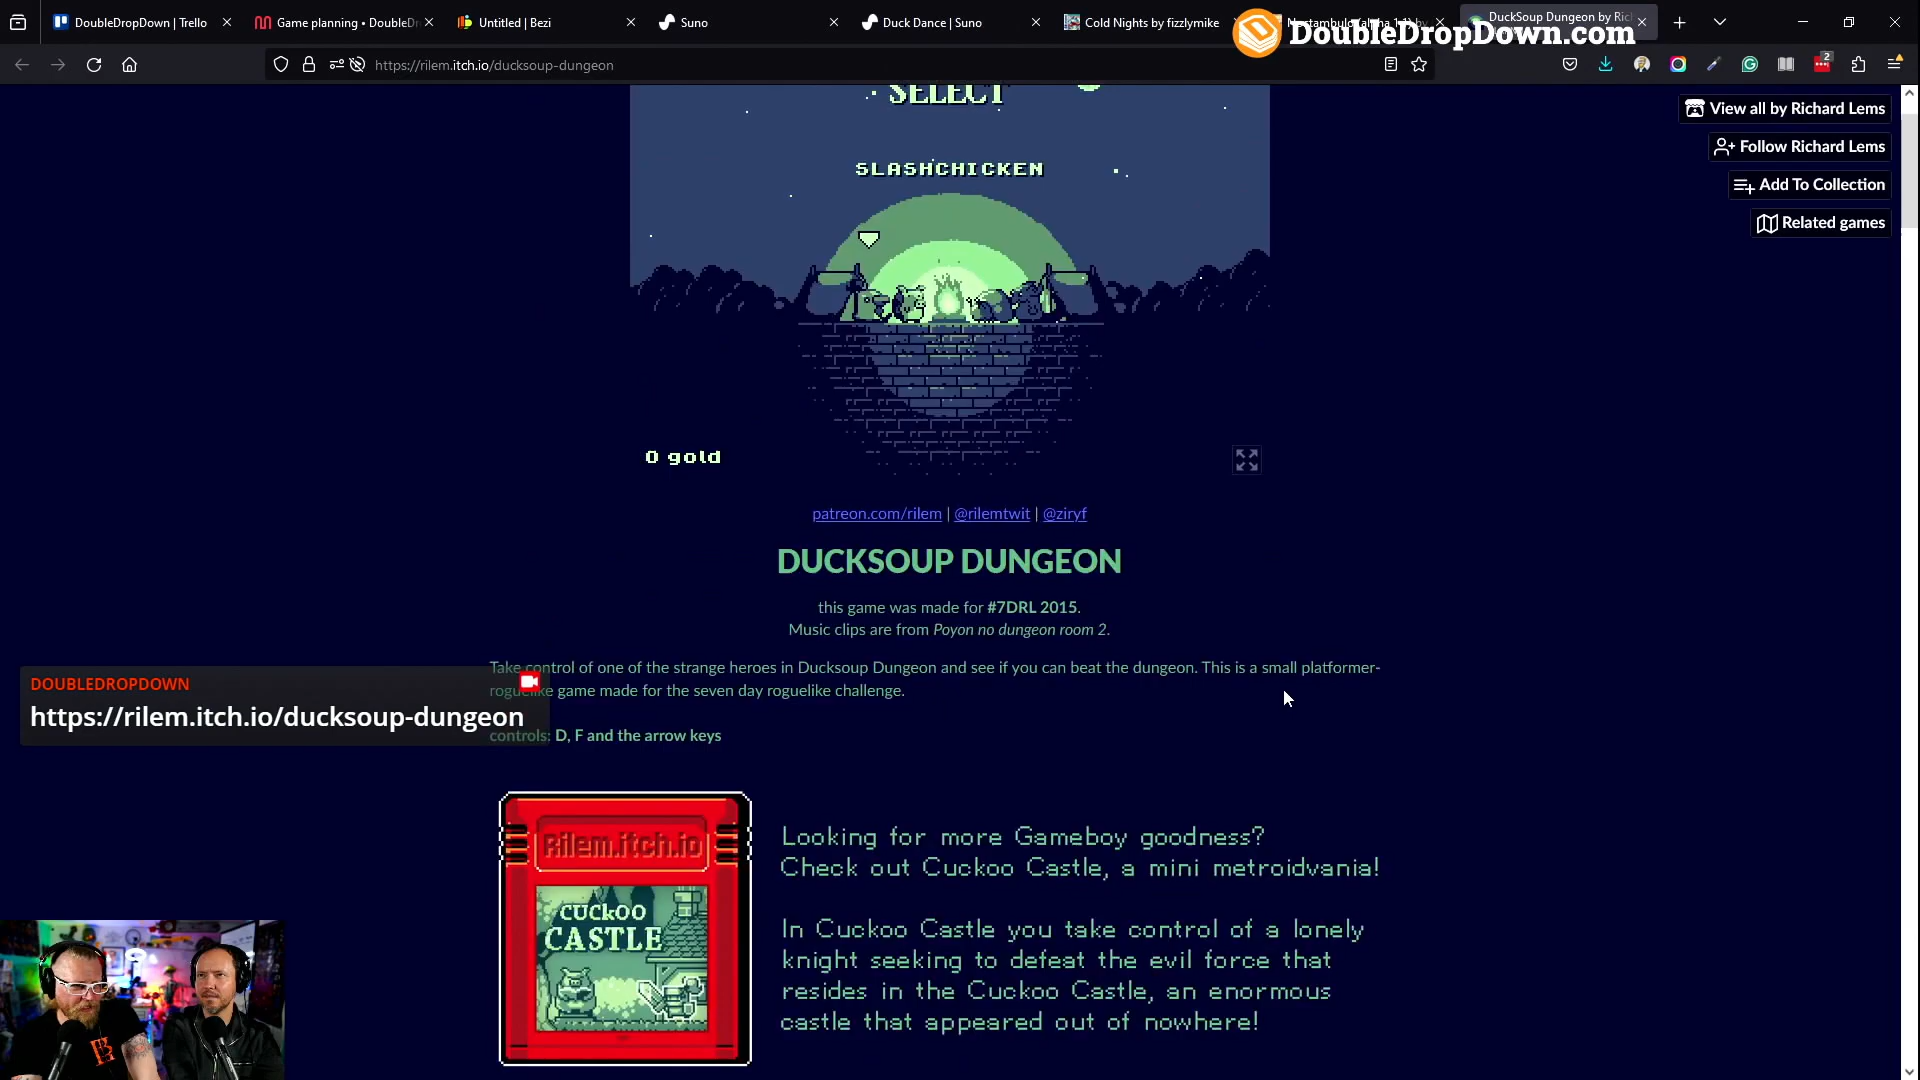 DoubleDropDown | Trello
Game planning • DoubleDr
Untitled | Bezi
Suno
Duck Dance | Suno
Cold Nights by fizzlymike
DuckSoup Dungeon by Rich
DoubleDropDown.com
https://rilem.itch.io/ducksoup-dungeon
2
SELECT
SLASHCHICKEN
0 gold
View all by Richard Lems
Follow Richard Lems
Add To Collection
Related games
patreon.com/rilem | @rilemtwit | @ziryf
DUCKSOUP DUNGEON
this game was made for #7DRL 2015.
Music clips are from Poyon no dungeon room 2.
Take control of one of the strange heroes in Ducksoup Dungeon and see if you can beat the dungeon. This is a small platformer-
roguelike game made for the seven day roguelike challenge.
controls: D, F and the arrow keys
DOUBLEDROPDOWN
https://rilem.itch.io/ducksoup-dungeon
Rilem.itch.io
CUCKOO
CASTLE
Looking for more Gameboy goodness?
Check out Cuckoo Castle, a mini metroidvania!
In Cuckoo Castle you take control of a lonely
knight seeking to defeat the evil force that
resides in the Cuckoo Castle, an enormous
castle that appeared out of nowhere!